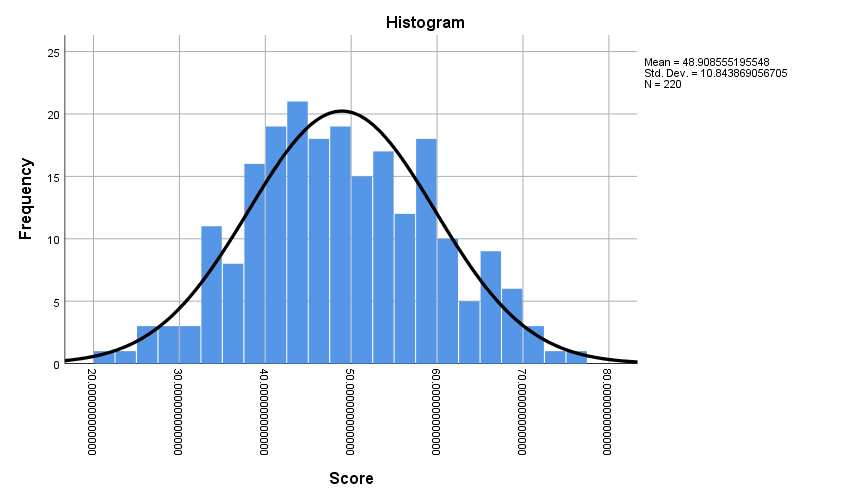 Histogram
Mean = 48.908555195548
Std. Dev. = 10.843869056705
N = 220
25
20
15
10
5
0
Frequency
20.000000000000
30.000000000000
40.000000000000
50.000000000000
60.000000000000
70.000000000000
80.000000000000
Score